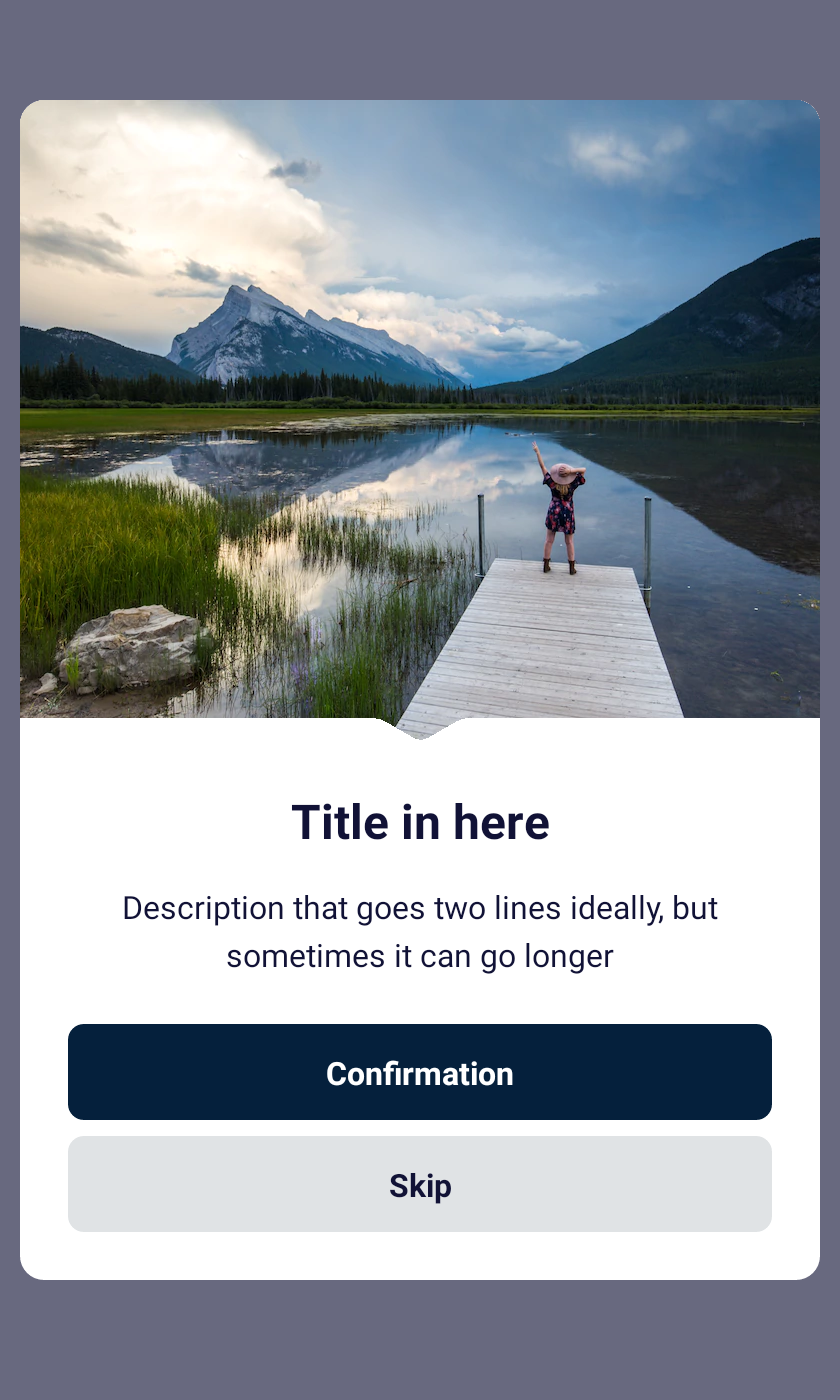 Title in here
Description that goes two lines ideally, but
sometimes it can go longer
Confirmation
Skip